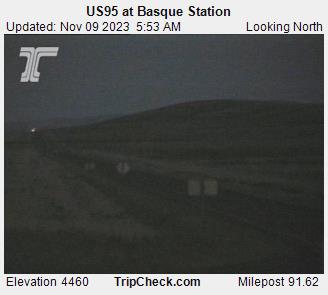 US95 at Basque Station
Updated: Nov 09 2023 5:53 AM Looking North
Elevation 4460 TripCheck.com Milepost 91.62